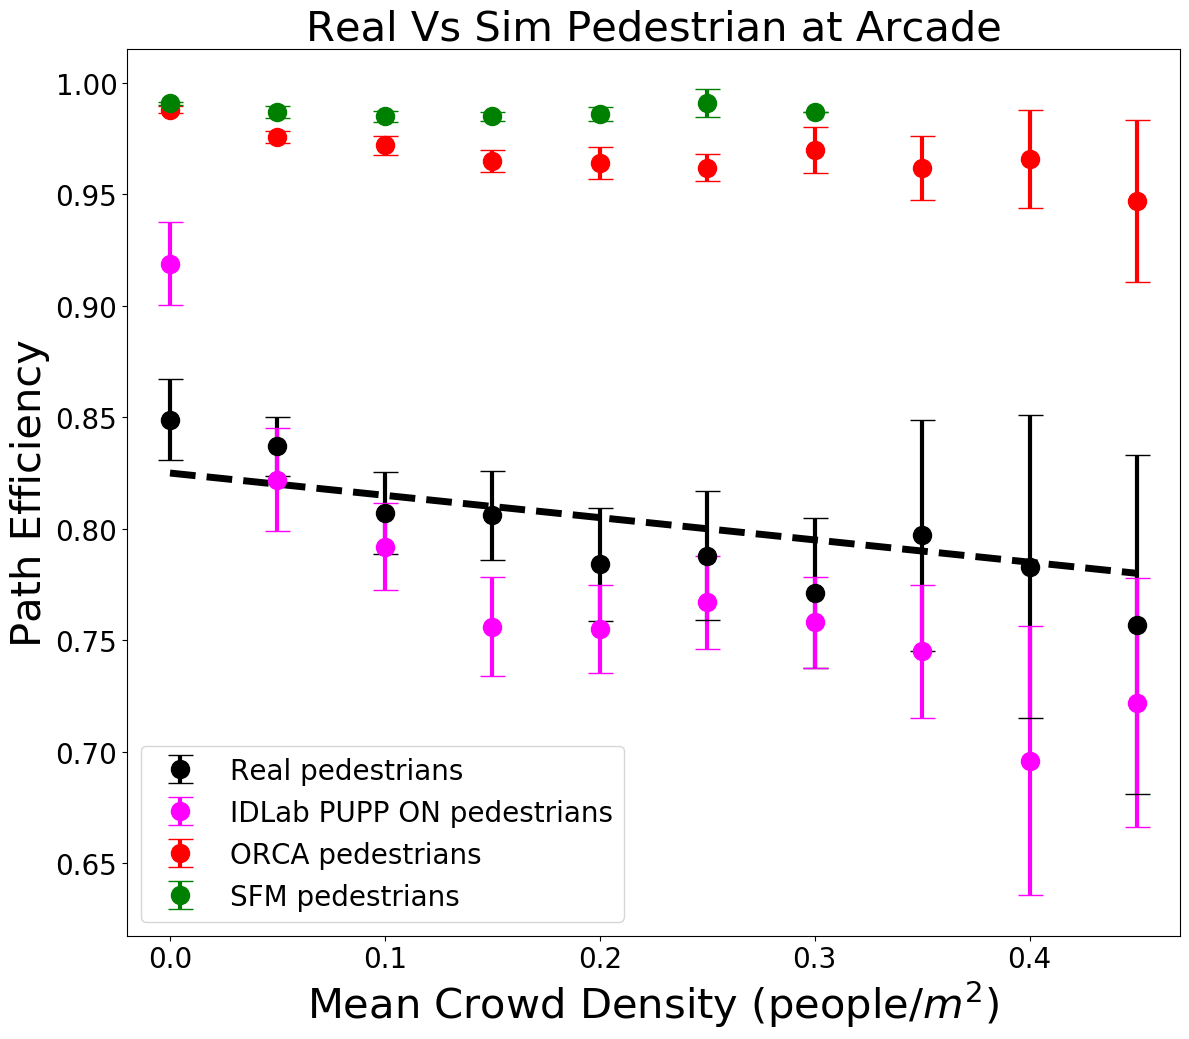 Real Vs Sim Pedestrian at Arcade
1.00
0.95
0.90
0.85
0.80
0.75
0.70
0.65
Path Efficiency
Real pedestrians
IDLab PUPP ON pedestrians
ORCA pedestrians
SFM pedestrians
0.0 0.1 0.2 0.3 0.4
Mean Crowd Density (people/m²)